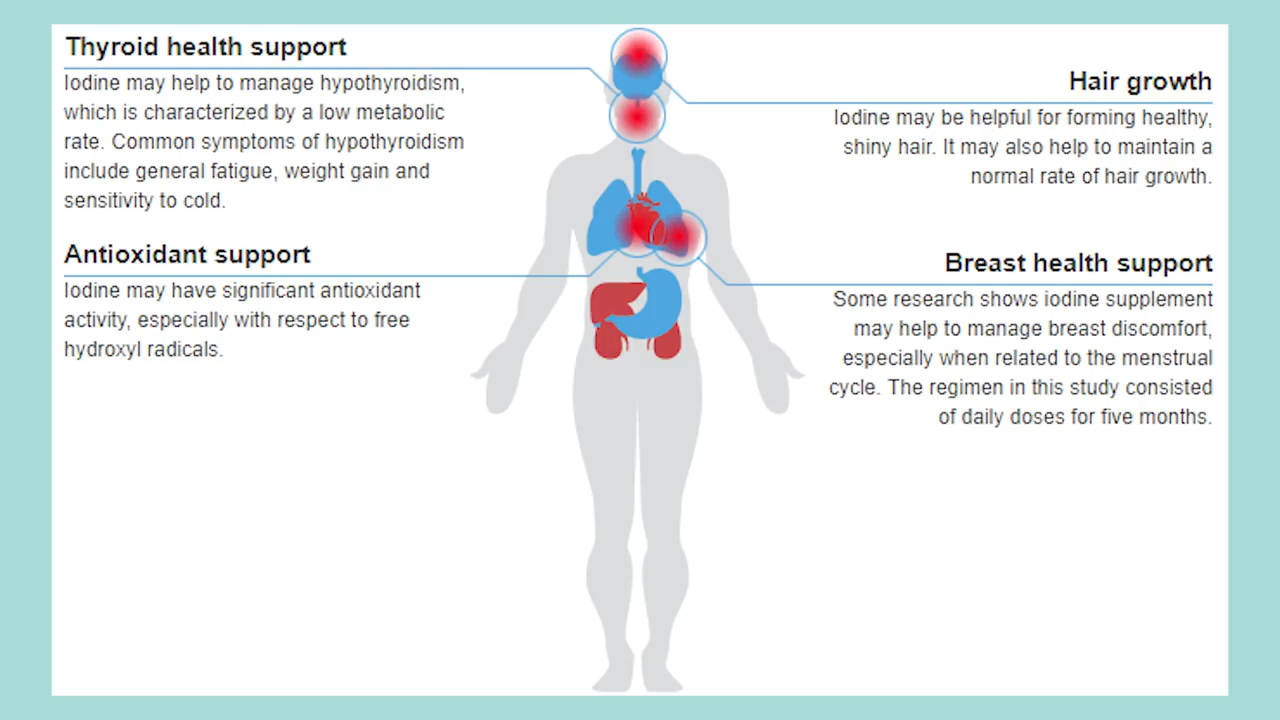 Thyroid health support
Iodine may help to manage hypothyroidism,
which is characterized by a low metabolic
rate. Common symptoms of hypothyroidism
include general fatigue, weight gain and
sensitivity to cold.
Antioxidant support
Iodine may have significant antioxidant
activity, especially with respect to free
hydroxyl radicals.
Hair growth
Iodine may be helpful for forming healthy,
shiny hair. It may also help to maintain a
normal rate of hair growth.
Breast health support
Some research shows iodine supplement
may help to manage breast discomfort,
especially when related to the menstrual
cycle. The regimen in this study consisted
of daily doses for five months.